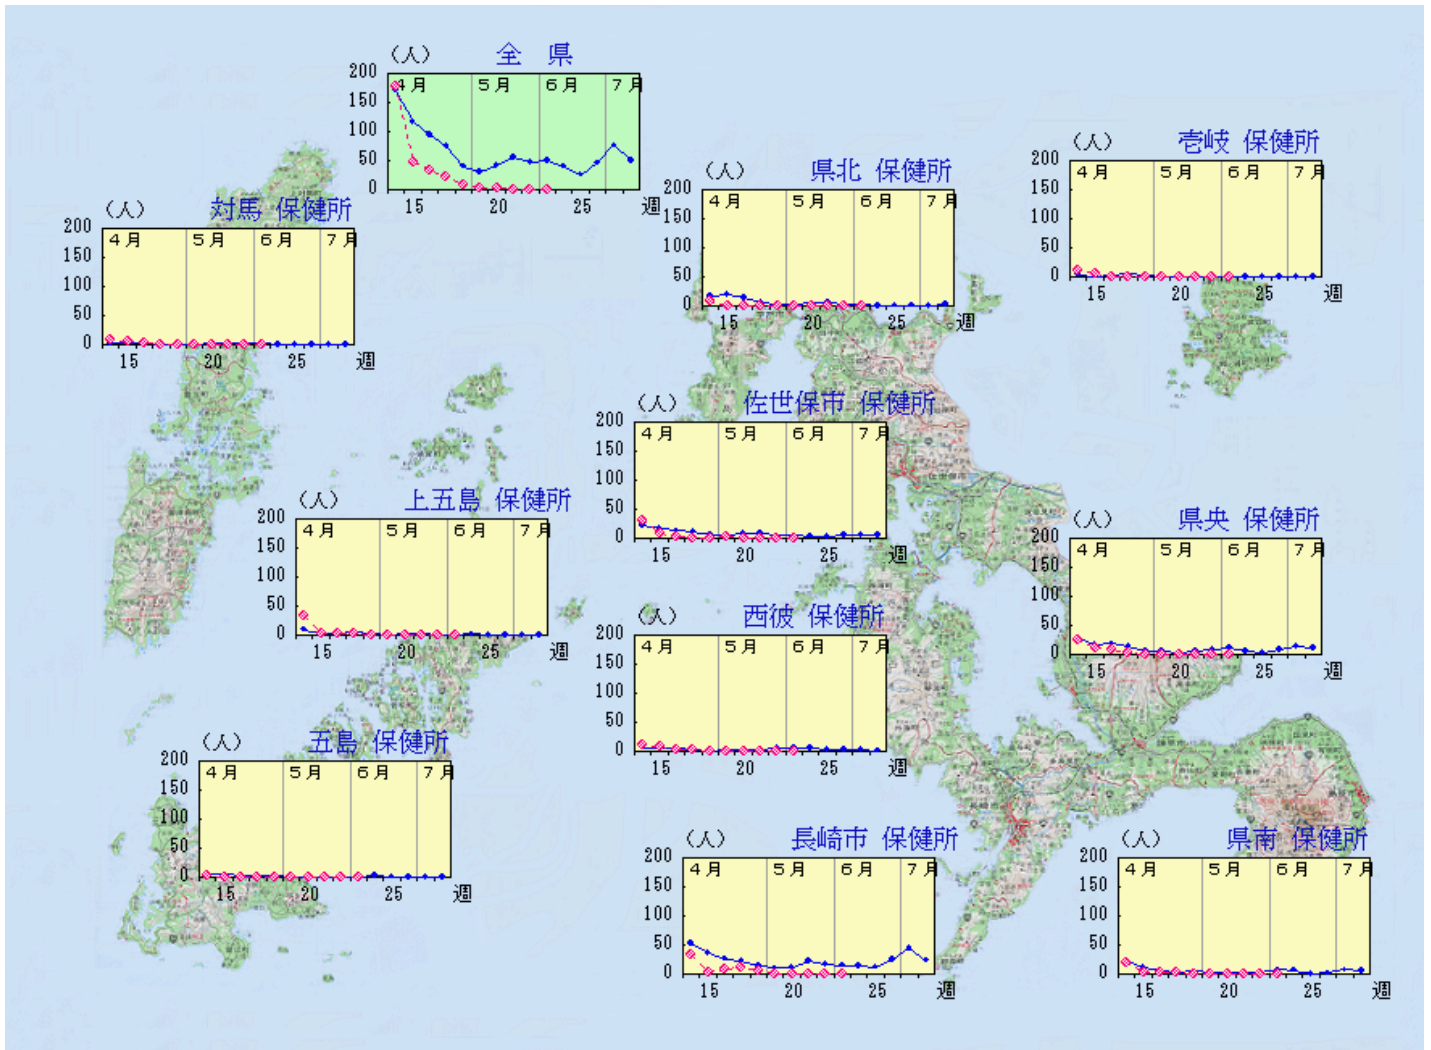 (人) 全 県
200
150
100
50
0
4月 5月 6月 7月
15 20 25 週
(人) 対馬 保健所
200
150
100
50
0
4月 5月 6月 7月
15 20 25 週
(人) 県北 保健所
200
150
100
50
0
4月 5月 6月 7月
15 20 25 週
(人) 壱岐 保健所
200
150
100
50
0
4月 5月 6月 7月
15 20 25 週
(人) 佐世保市 保健所
200
150
100
50
0
4月 5月 6月 7月
15 20 25 週
(人) 上五島 保健所
200
150
100
50
0
4月 5月 6月 7月
15 20 25 週
(人) 県央 保健所
200
150
100
50
0
4月 5月 6月 7月
15 20 25 週
(人) 西彼 保健所
200
150
100
50
0
4月 5月 6月 7月
15 20 25 週
(人) 五島 保健所
200
150
100
50
0
4月 5月 6月 7月
15 20 25 週
(人) 長崎市 保健所
200
150
100
50
0
4月 5月 6月 7月
15 20 25 週
(人) 県南 保健所
200
150
100
50
0
4月 5月 6月 7月
15 20 25 週